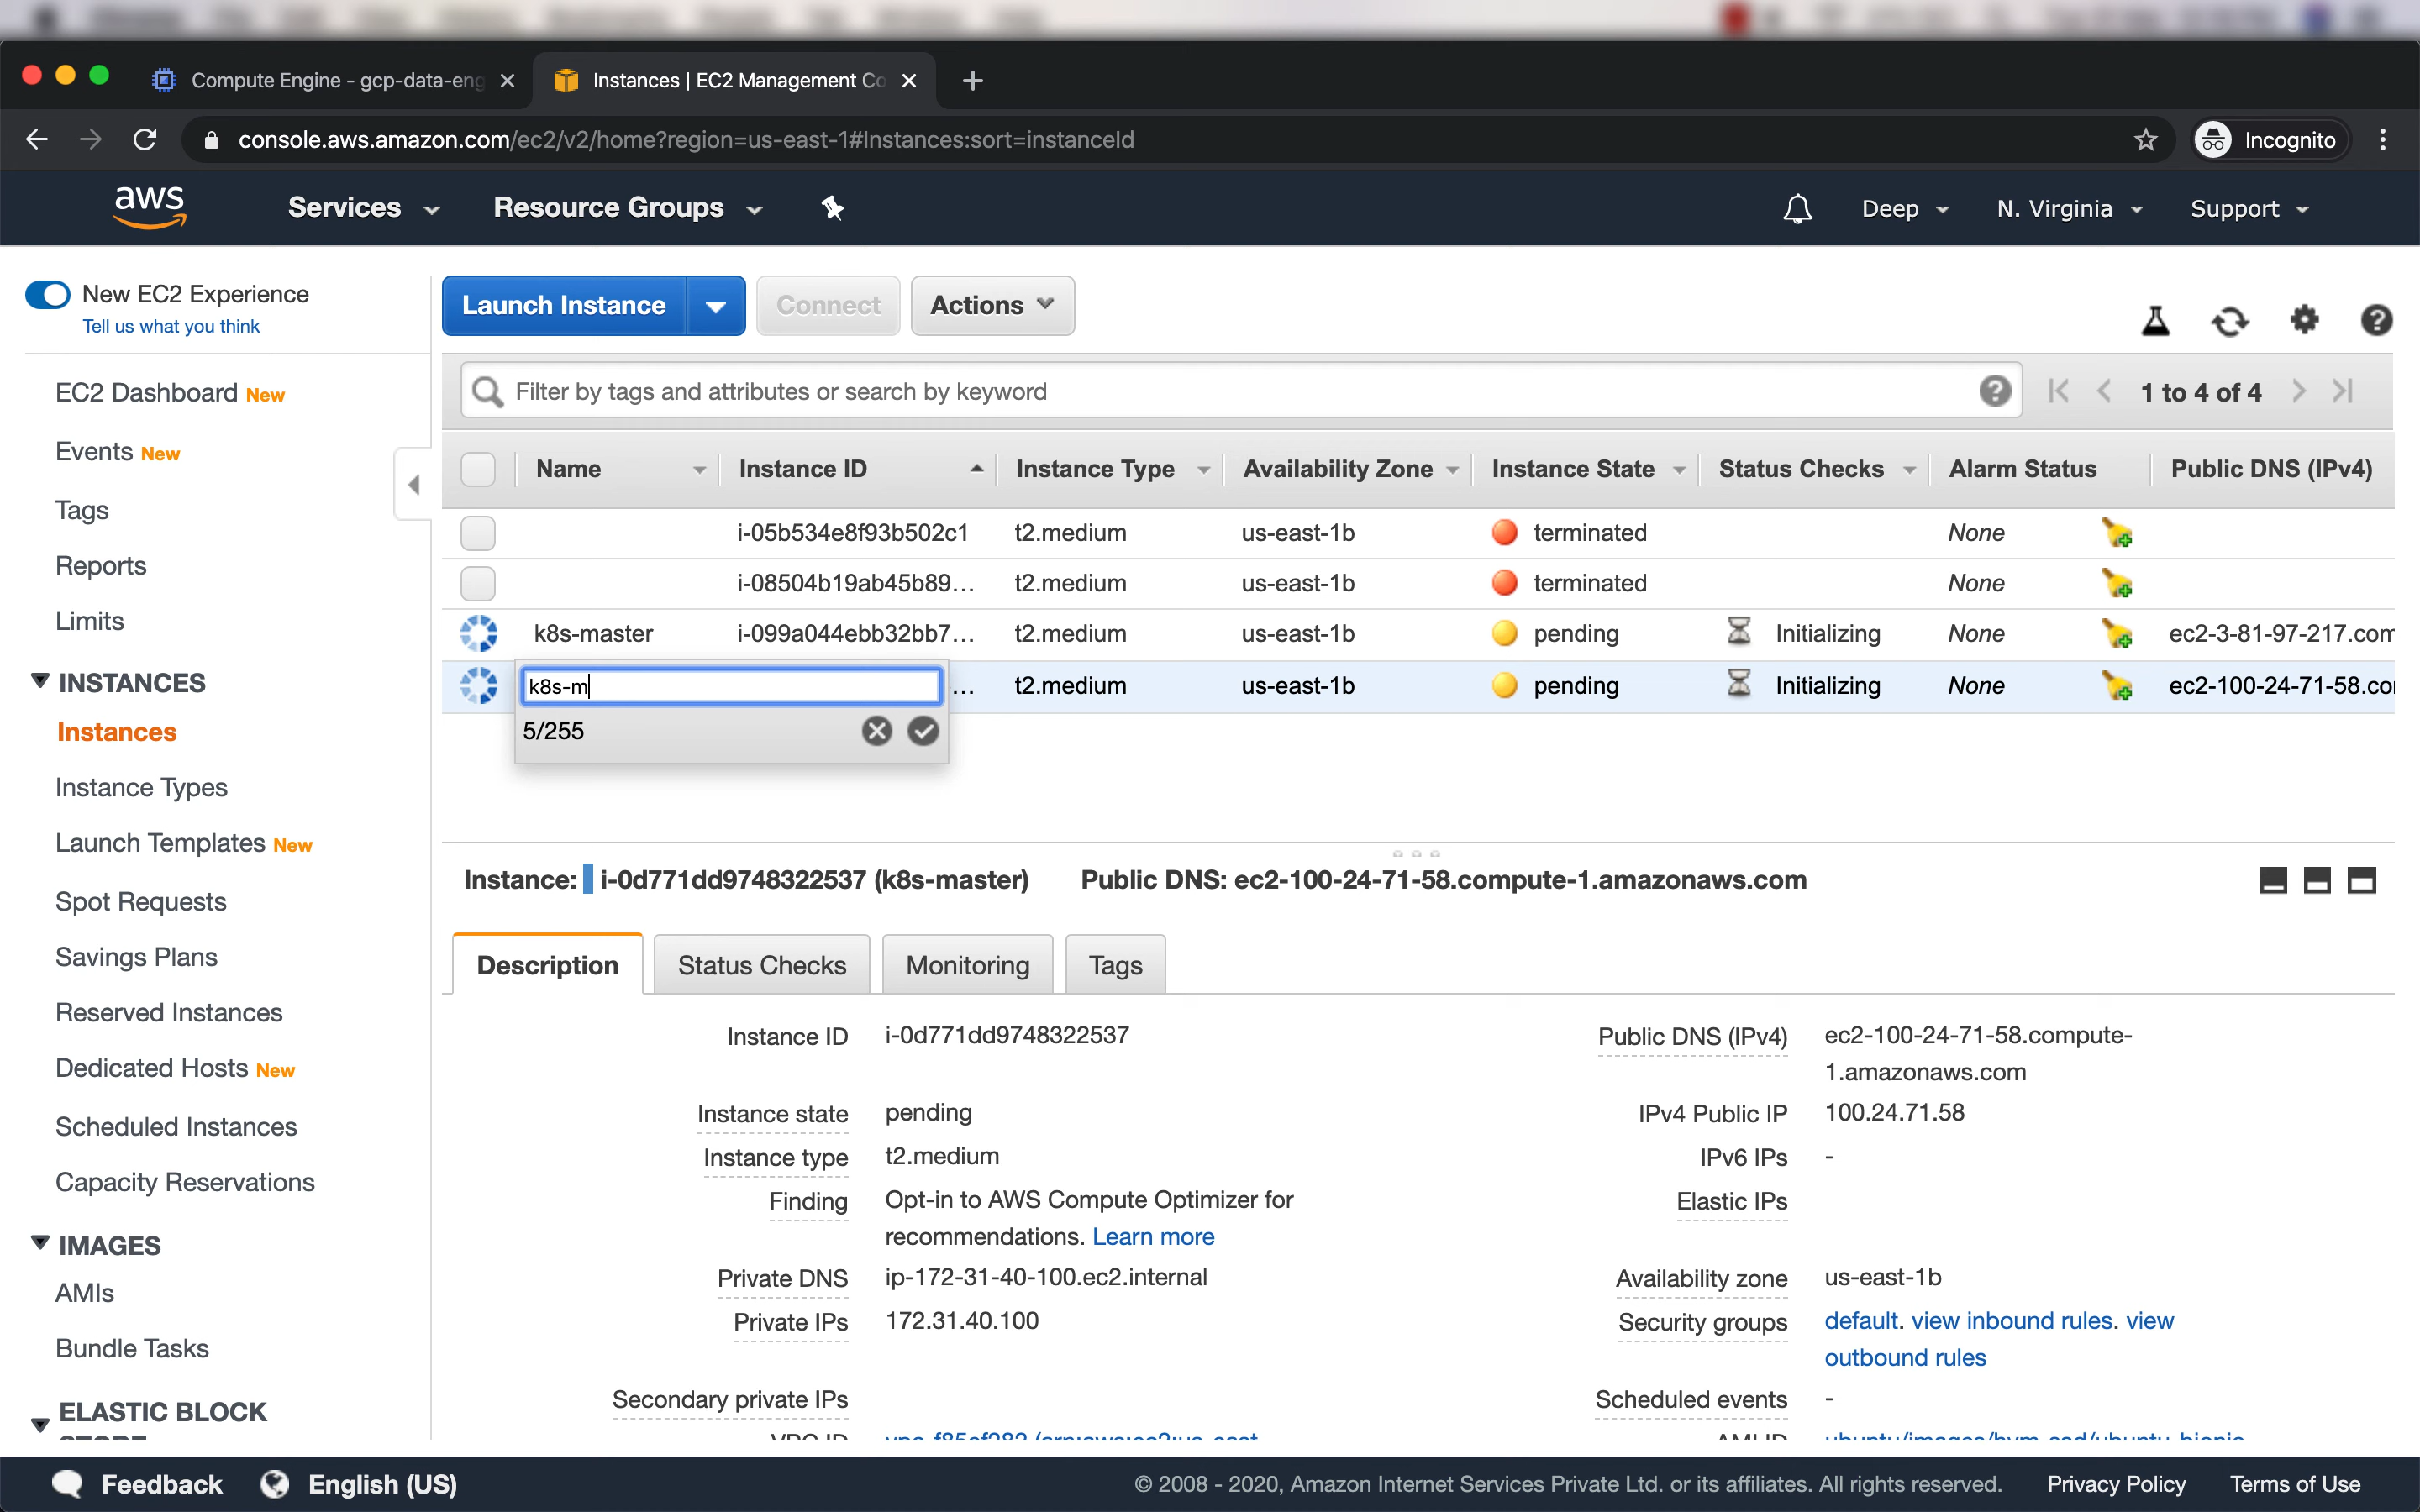 Compute Engine - gcp-data-eng
Instances | EC2 Management Co
console.aws.amazon.com/ec2/v2/home?region=us-east-1#Instances:sort=instanceId
Incognito
aws Services Resource Groups Deep N. Virginia Support
New EC2 Experience
Tell us what you think
EC2 Dashboard New
Events New
Tags
Reports
Limits
INSTANCES
Instances
Instance Types
Launch Templates New
Spot Requests
Savings Plans
Reserved Instances
Dedicated Hosts New
Scheduled Instances
Capacity Reservations
IMAGES
AMIs
Bundle Tasks
ELASTIC BLOCK
STORE
Launch Instance Connect Actions
Filter by tags and attributes or search by keyword
1 to 4 of 4
Name Instance ID Instance Type Availability Zone Instance State Status Checks Alarm Status Public DNS (IPv4)
i-05b534e8f93b502c1 t2.medium us-east-1b terminated None
i-08504b19ab45b89... t2.medium us-east-1b terminated None
k8s-master i-099a044ebb32bb7... t2.medium us-east-1b pending Initializing None ec2-3-81-97-217.com
k8s-m ... t2.medium us-east-1b pending Initializing None ec2-100-24-71-58.co
5/255
Instance: i-0d771dd9748322537 (k8s-master) Public DNS: ec2-100-24-71-58.compute-1.amazonaws.com
Description Status Checks Monitoring Tags
Instance ID i-0d771dd9748322537
Public DNS (IPv4) ec2-100-24-71-58.compute-
1.amazonaws.com
Instance state pending
IPv4 Public IP 100.24.71.58
Instance type t2.medium
IPv6 IPs -
Finding Opt-in to AWS Compute Optimizer for
recommendations. Learn more
Elastic IPs
Private DNS ip-172-31-40-100.ec2.internal
Availability zone us-east-1b
Private IPs 172.31.40.100
Security groups default. view inbound rules. view
outbound rules
Secondary private IPs
Scheduled events -
Feedback English (US)
© 2008 - 2020, Amazon Internet Services Private Ltd. or its affiliates. All rights reserved. Privacy Policy Terms of Use